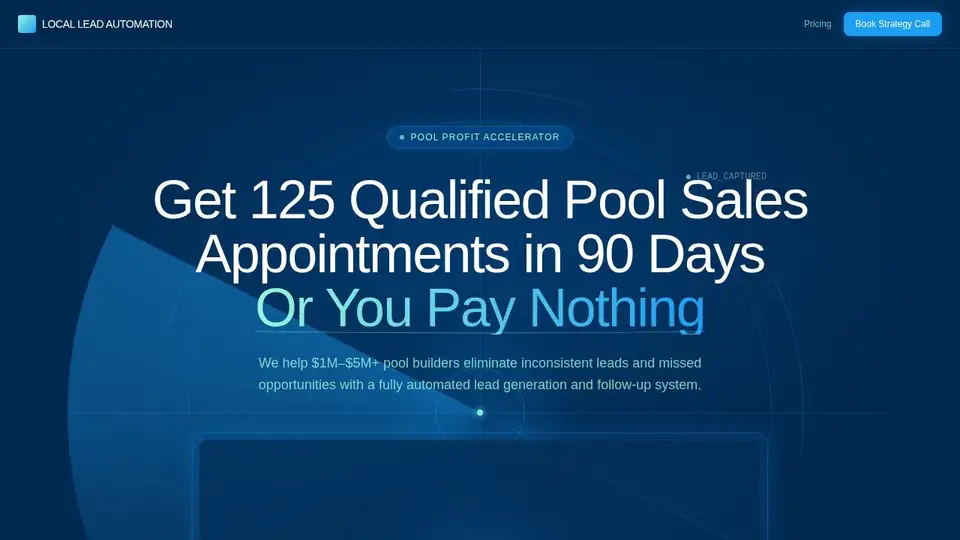 LOCAL LEAD AUTOMATION
Pricing
Book Strategy Call
POOL PROFIT ACCELERATOR
LEAD_CAPTURED
Get 125 Qualified Pool Sales
Appointments in 90 Days
Or You Pay Nothing
We help $1M–$5M+ pool builders eliminate inconsistent leads and missed
opportunities with a fully automated lead generation and follow-up system.